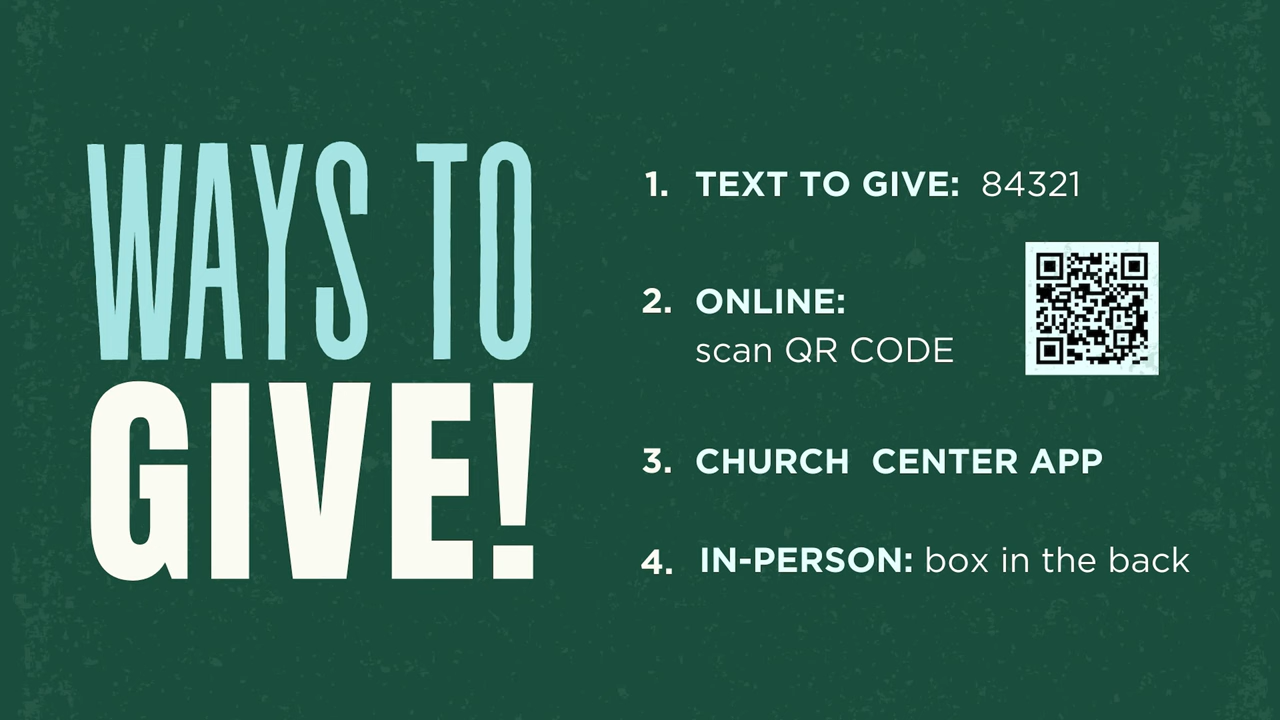 WAYS TO
GIVE!
1. TEXT TO GIVE: 84321
2. ONLINE:
scan QR CODE
3. CHURCH CENTER APP
4. IN-PERSON: box in the back